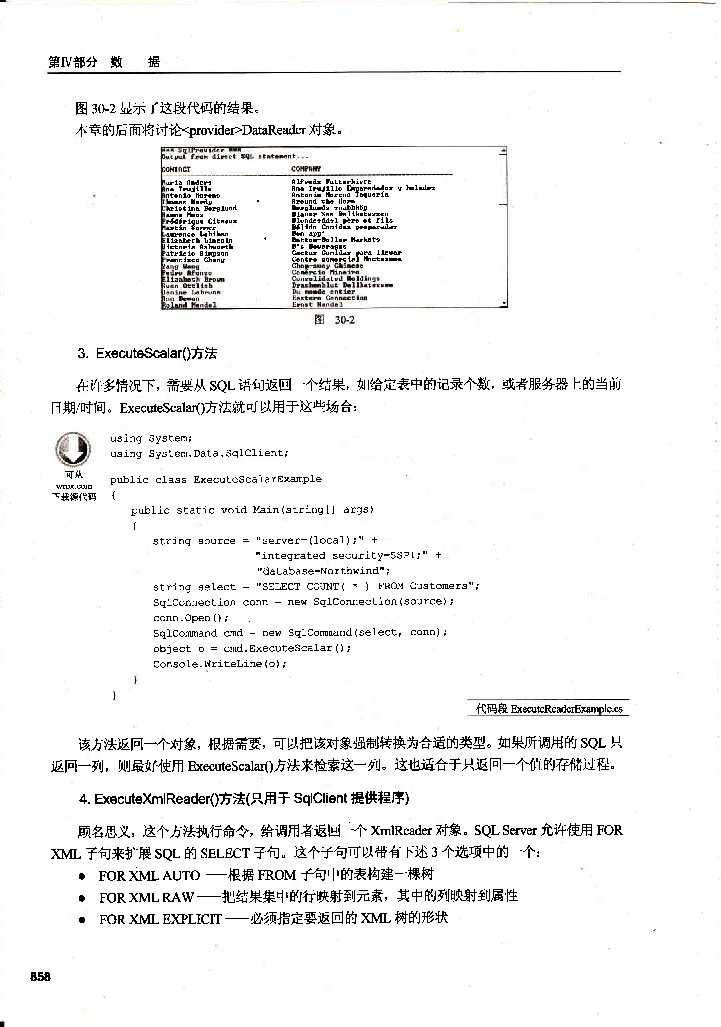 第Ⅳ部分 数 据
图 30-2 显示了这段代码的结果。
本章的后面将讨论<provider>DataReader 对象。
*** SqlProvider ***
Output from direct SQL statement...
CONTACT COMPANY
Maria Anders Alfreds Futterkiste
Ana Trujillo Ana Trujillo Emparedados y helados
Antonio Moreno Antonio Moreno Taquería
Thomas Hardy Around the Horn
Christina Berglund Berglunds snabbköp
Hanna Moos Blauer See Delikatessen
Frédérique Citeaux Blondesddsl père et fils
Martín Sommer Bólido Comidas preparadas
Laurence Lebihan Bon app'
Elizabeth Lincoln Bottom-Dollar Markets
Victoria Ashworth B's Beverages
Patricio Simpson Cactus Comidas para llevar
Francisco Chang Centro comercial Moctezuma
Yang Wang Chop-suey Chinese
Pedro Afonso Comércio Mineiro
Elizabeth Brown Consolidated Holdings
Sven Ottlieb Drachenblut Delikatessen
Janine Labrune Du monde entier
Ann Devon Eastern Connection
Roland Mendel Ernst Handel
图 30-2
3. ExecuteScalar()方法
在许多情况下，需要从 SQL 语句返回一个结果，如给定表中的记录个数，或者服务器上的当前
日期/时间。ExecuteScalar()方法就可以用于这些场合：
可从
wrox.com
下载源代码
using System;
using System.Data.SqlClient;
public class ExecuteScalarExample
{
public static void Main(string[] args)
{
string source = "server=(local);" +
"integrated security=SSPI;" +
"database=Northwind";
string select = "SELECT COUNT( * ) FROM Customers";
SqlConnection conn = new SqlConnection(source);
conn.Open();
SqlCommand cmd = new SqlCommand(select, conn);
object o = cmd.ExecuteScalar();
Console.WriteLine(o);
}
}
代码段 ExecuteReaderExample.cs
该方法返回一个对象，根据需要，可以把该对象强制转换为合适的类型。如果所调用的 SQL 只
返回一列，则最好使用 ExecuteScalar()方法来检索这一列。这也适合于只返回一个值的存储过程。
4. ExecuteXmlReader()方法(只用于 SqlClient 提供程序)
顾名思义，这个方法执行命令，给调用者返回一个 XmlReader 对象。SQL Server 允许使用 FOR
XML 子句来扩展 SQL 的 SELECT 子句。这个子句可以带有下述 3 个选项中的一个：
● FOR XML AUTO ——根据 FROM 子句中的表构建一棵树
● FOR XML RAW——把结果集中的行映射到元素，其中的列映射到属性
● FOR XML EXPLICIT——必须指定要返回的 XML 树的形状
858